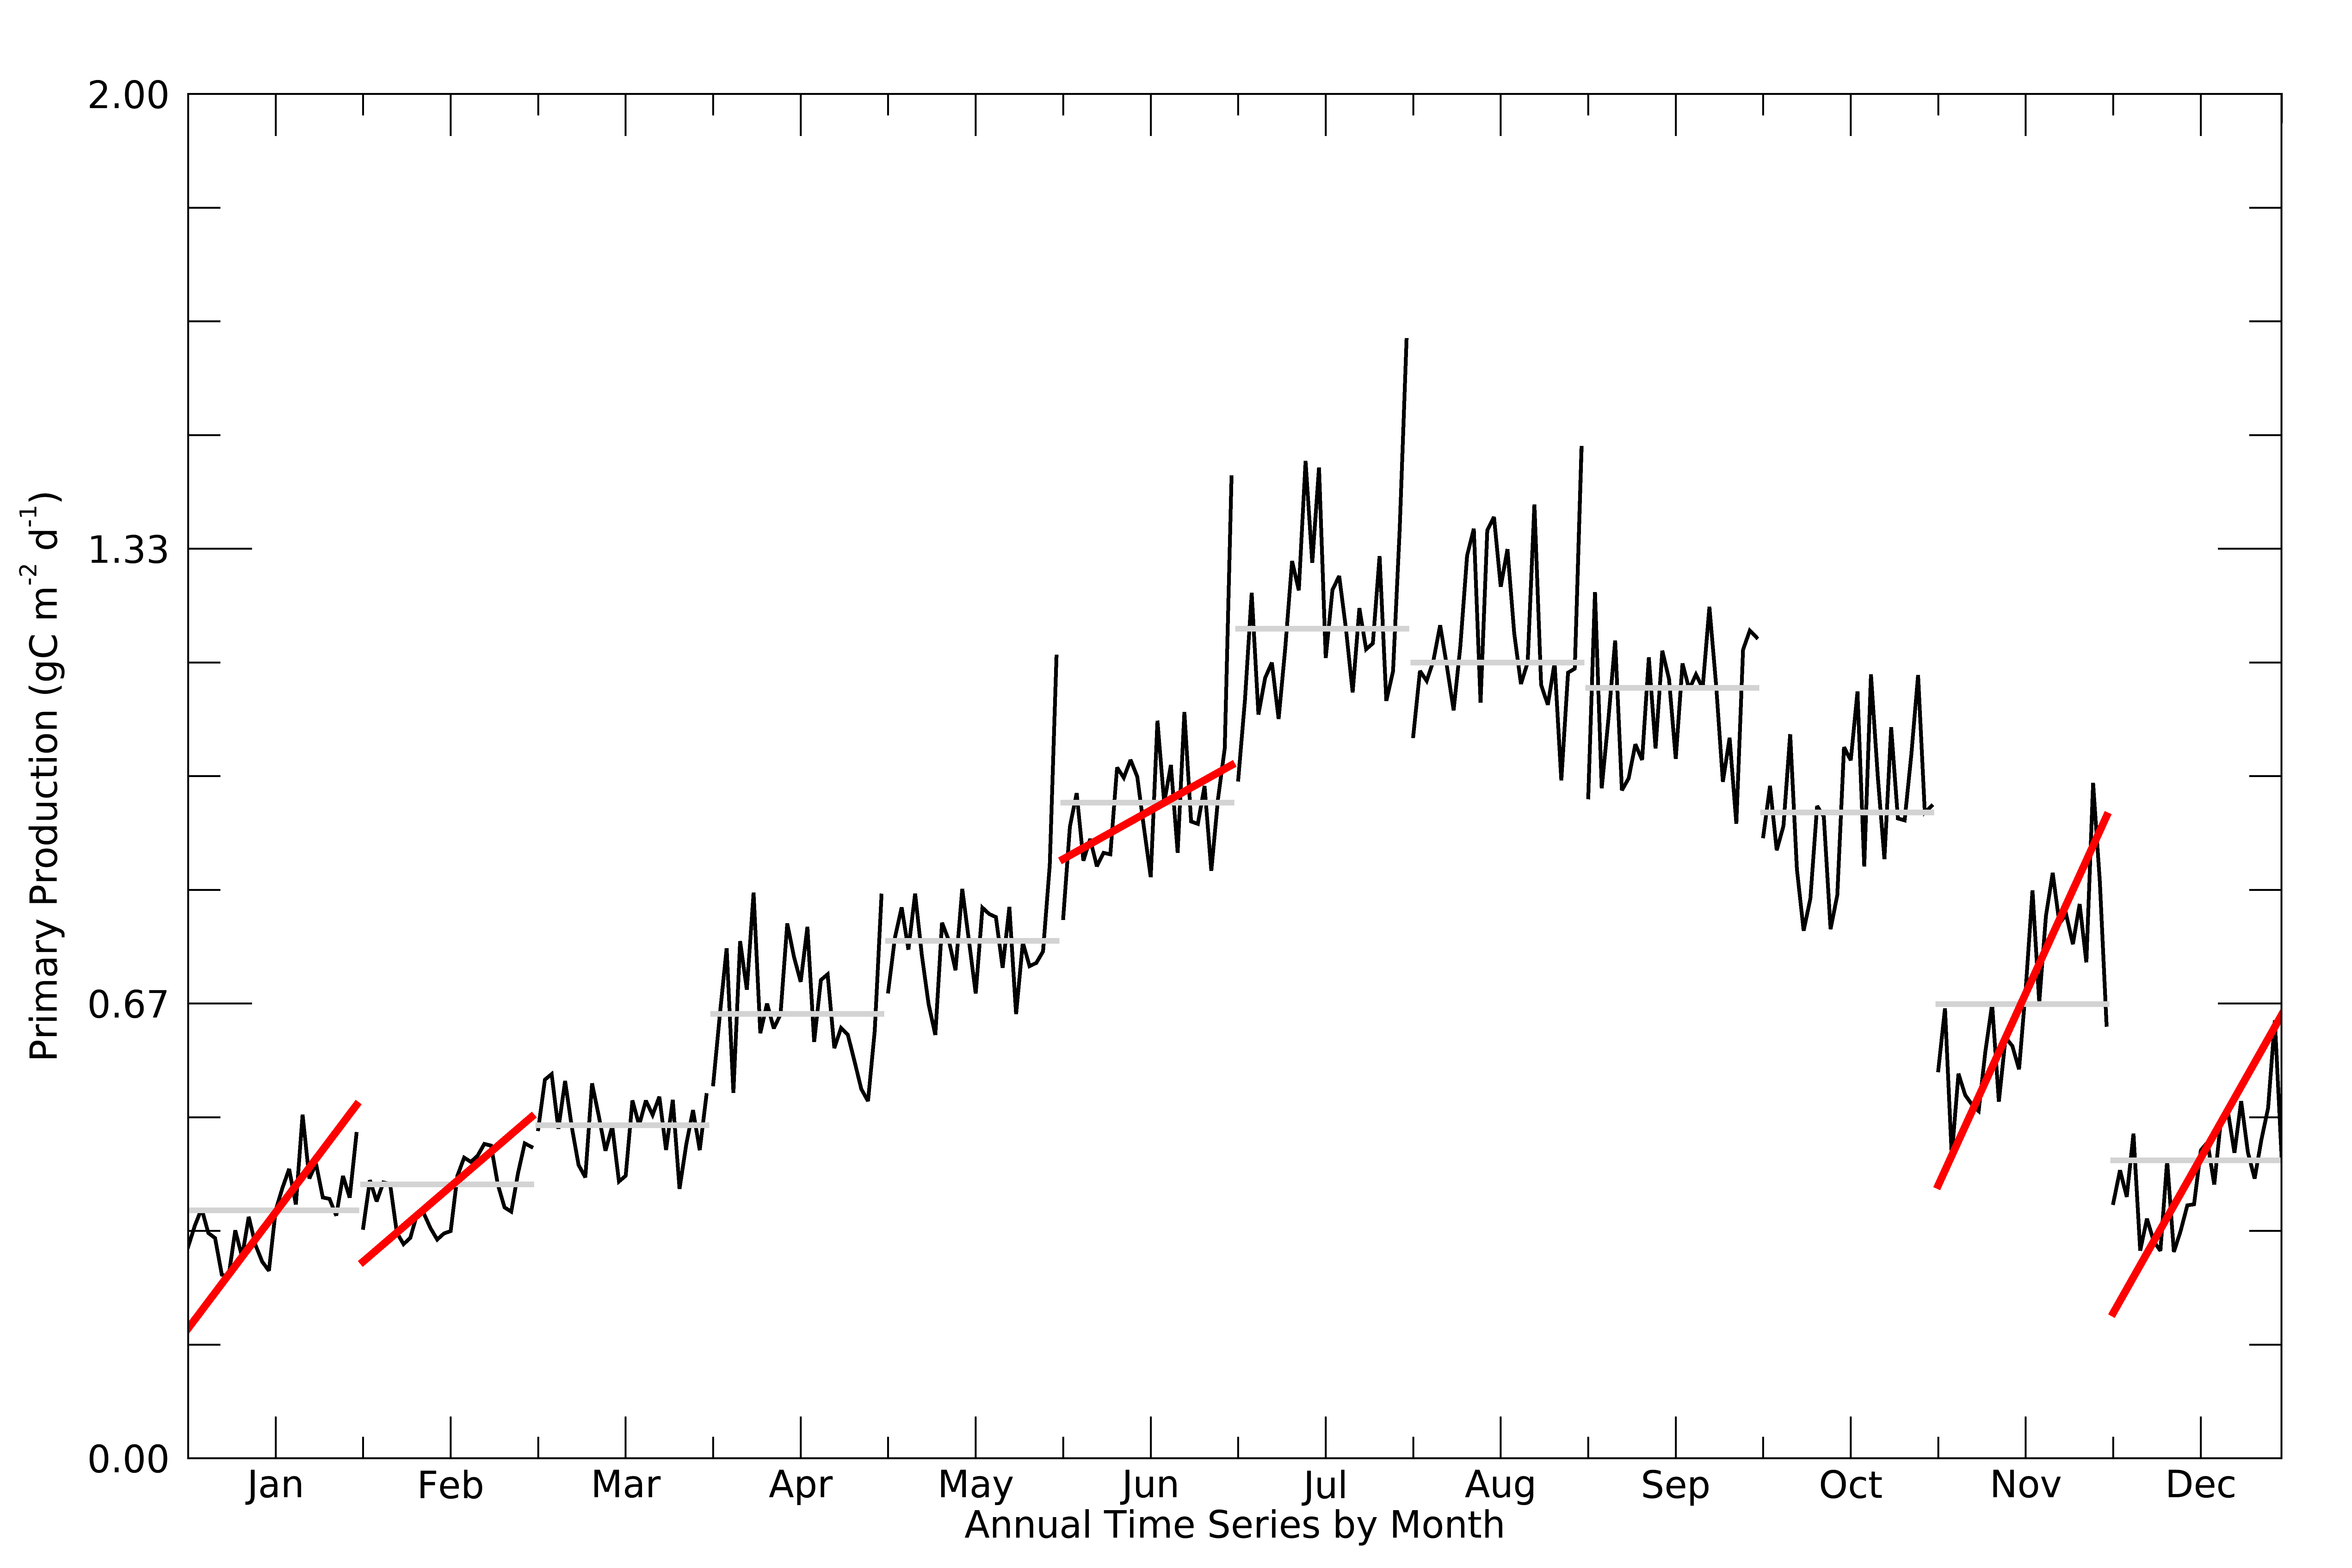 2.00
1.33
0.67
0.00
Primary Production (gC m-2 d-1)
Jan Feb Mar Apr May Jun Jul Aug Sep Oct Nov Dec
Annual Time Series by Month